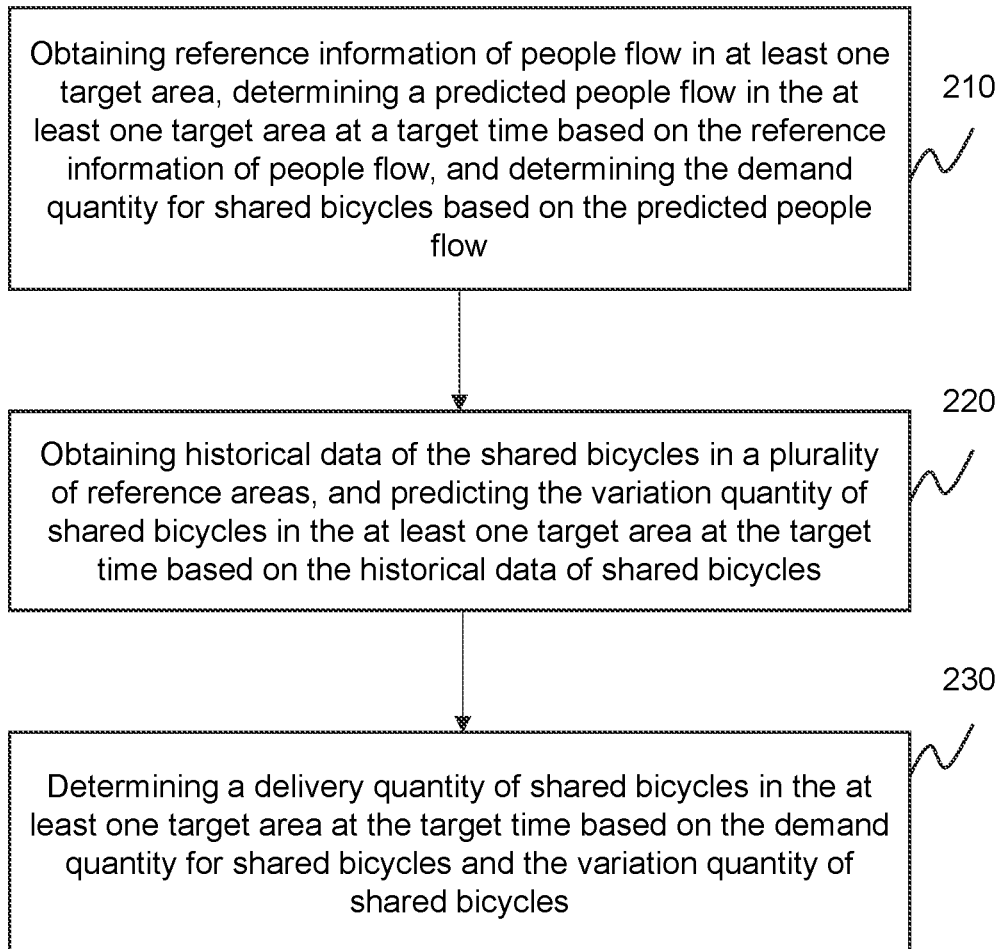 Obtaining reference information of people flow in at least one
target area, determining a predicted people flow in the at
least one target area at a target time based on the reference
information of people flow, and determining the demand
quantity for shared bicycles based on the predicted people
flow
210
Obtaining historical data of the shared bicycles in a plurality
of reference areas, and predicting the variation quantity of
shared bicycles in the at least one target area at the target
time based on the historical data of shared bicycles
220
Determining a delivery quantity of shared bicycles in the at
least one target area at the target time based on the demand
quantity for shared bicycles and the variation quantity of
shared bicycles
230